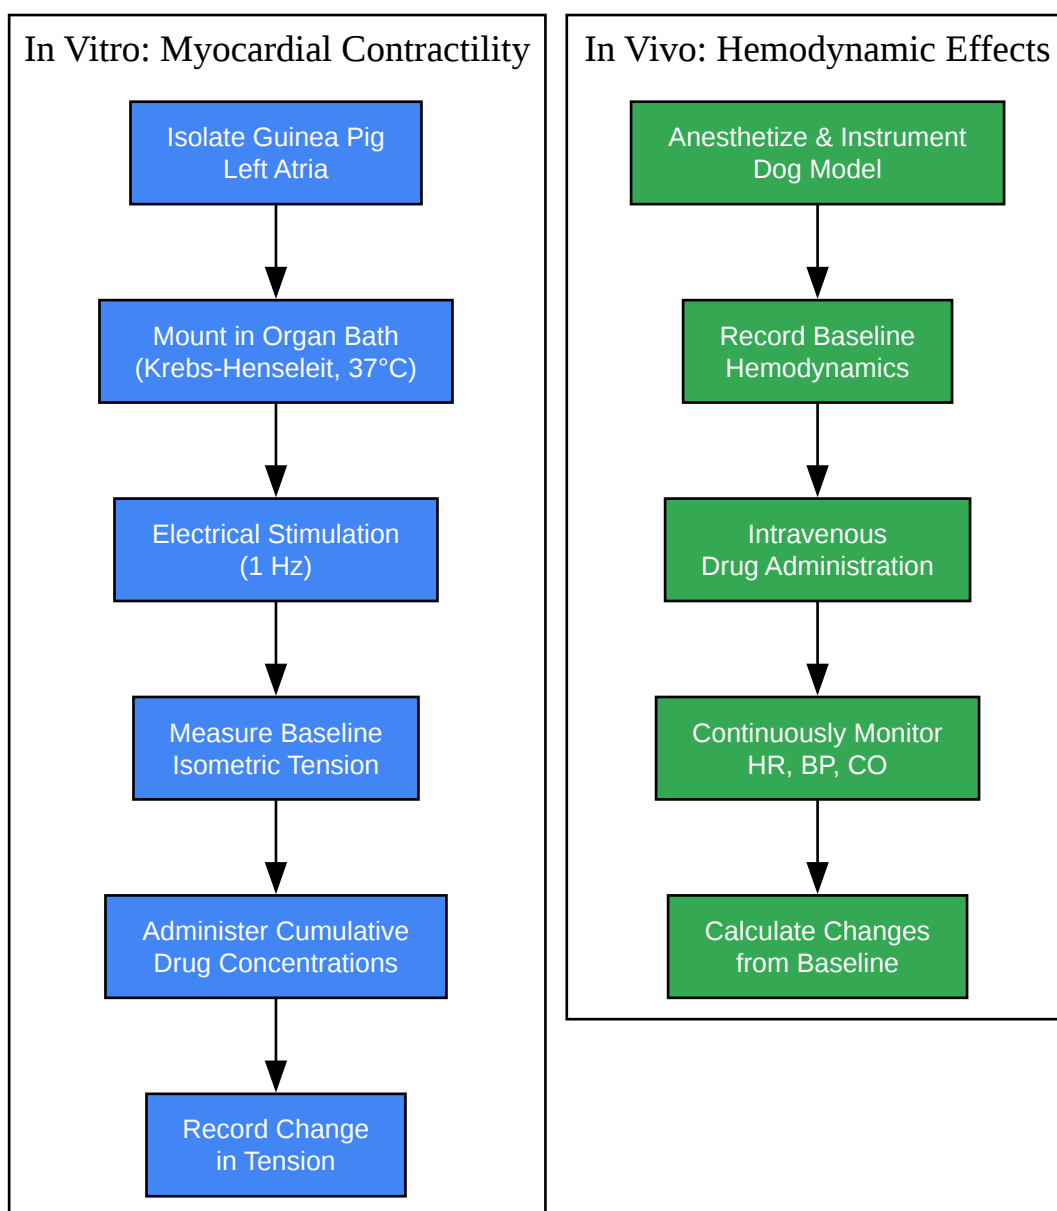 In Vitro: Myocardial Contractility
Isolate Guinea Pig
Left Atria
Mount in Organ Bath
(Krebs-Henseleit, 37°C)
Electrical Stimulation
(1 Hz)
Measure Baseline
Isometric Tension
Administer Cumulative
Drug Concentrations
Record Change
in Tension
In Vivo: Hemodynamic Effects
Anesthetize & Instrument
Dog Model
Record Baseline
Hemodynamics
Intravenous
Drug Administration
Continuously Monitor
HR, BP, CO
Calculate Changes
from Baseline